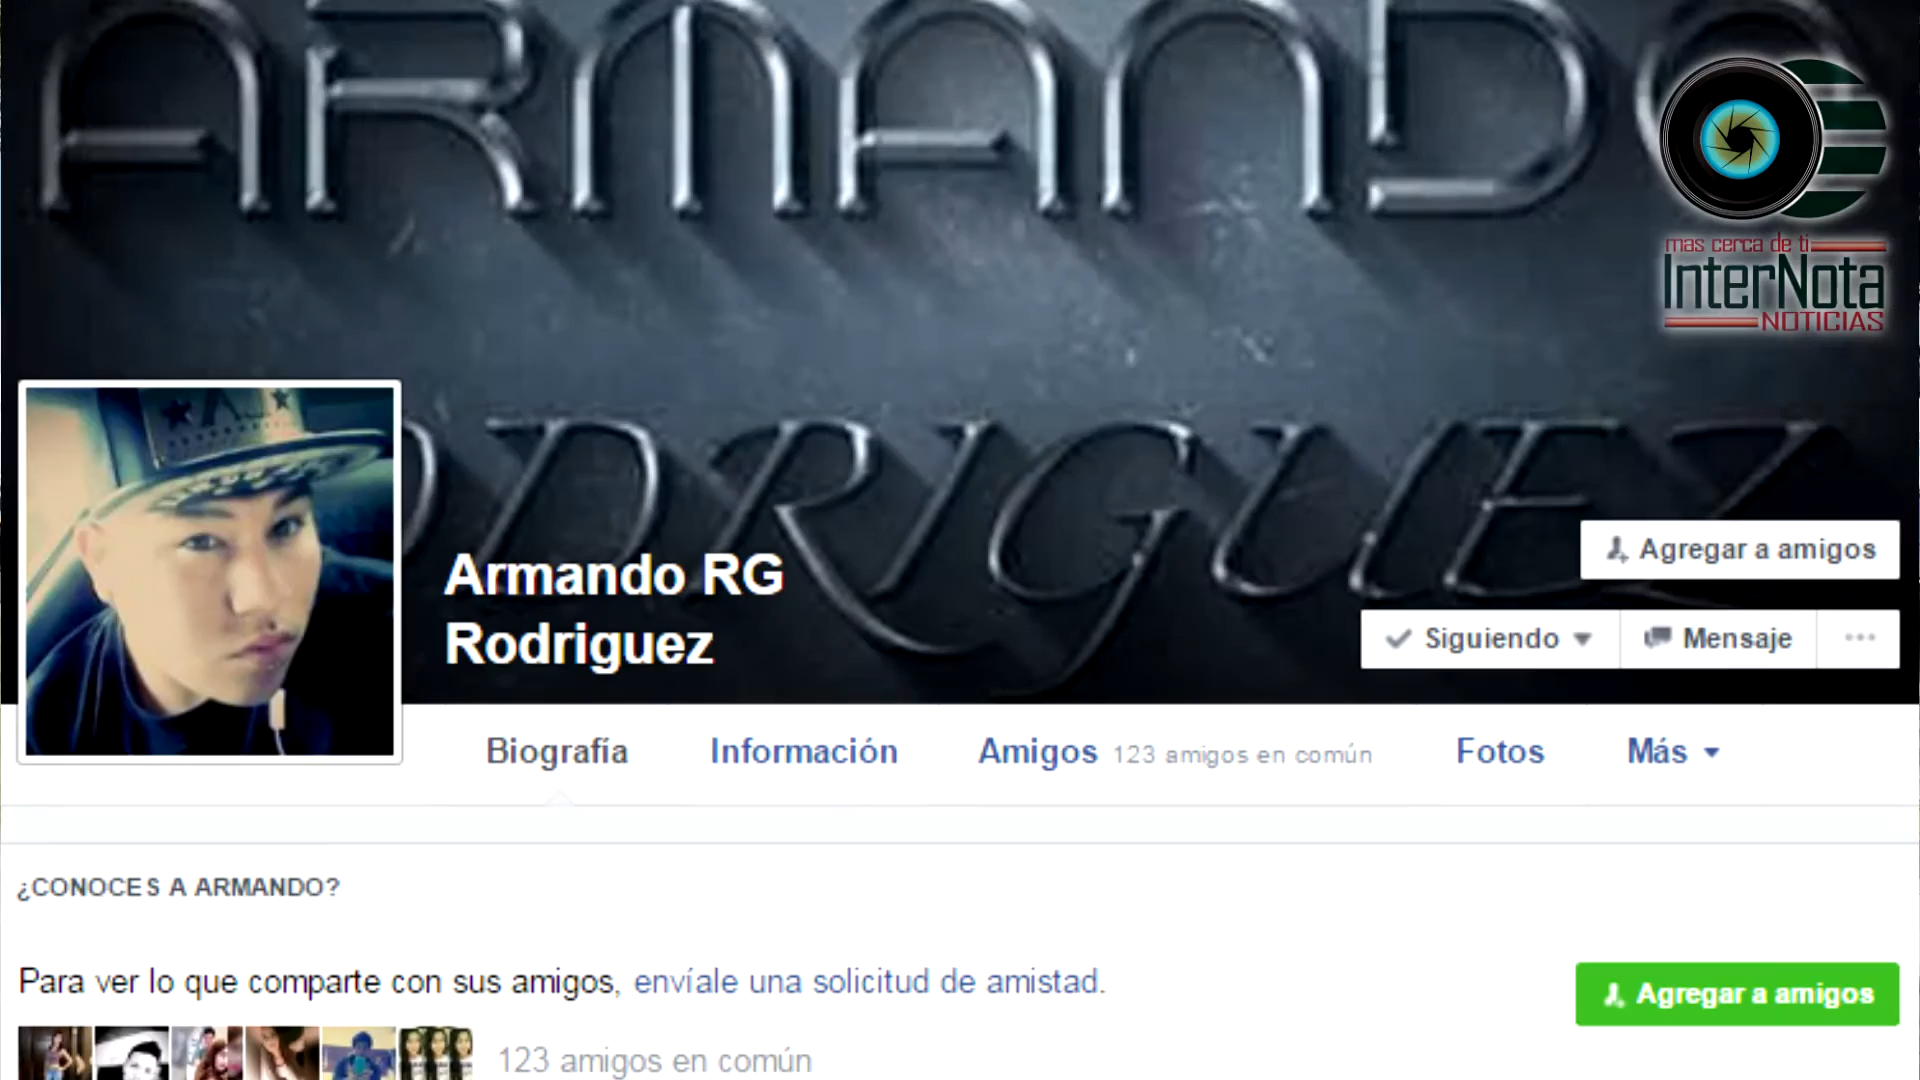 ARMANDO
mas cerca de ti
InterNota
NOTICIAS
RODRIGUEZ
Armando RG
Rodriguez
Agregar a amigos
Siguiendo
Mensaje
Biografía
Información
Amigos 123 amigos en común
Fotos
Más
¿CONOCES A ARMANDO?
Para ver lo que comparte con sus amigos, envíale una solicitud de amistad.
Agregar a amigos
123 amigos en común